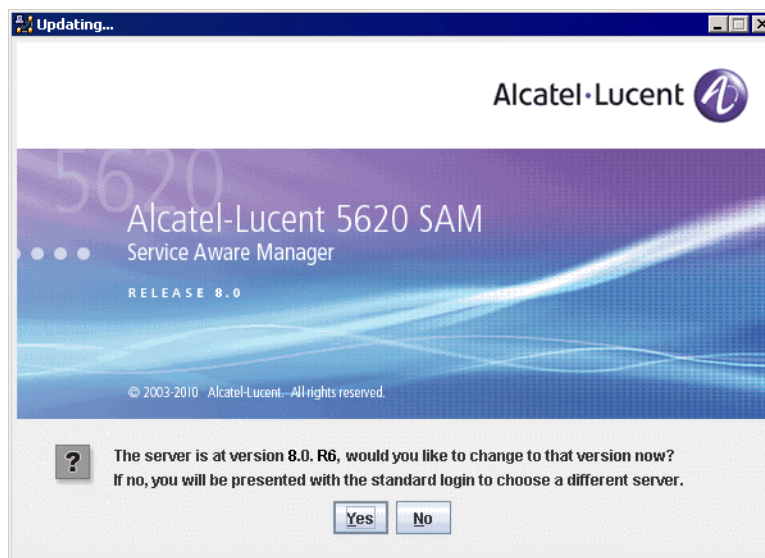 Updating...
Alcatel·Lucent
5620
Alcatel-Lucent 5620 SAM
Service Aware Manager
RELEASE 8.0
© 2003-2010 Alcatel-Lucent. All rights reserved.
The server is at version 8.0. R6, would you like to change to that version now?
If no, you will be presented with the standard login to choose a different server.
Yes No